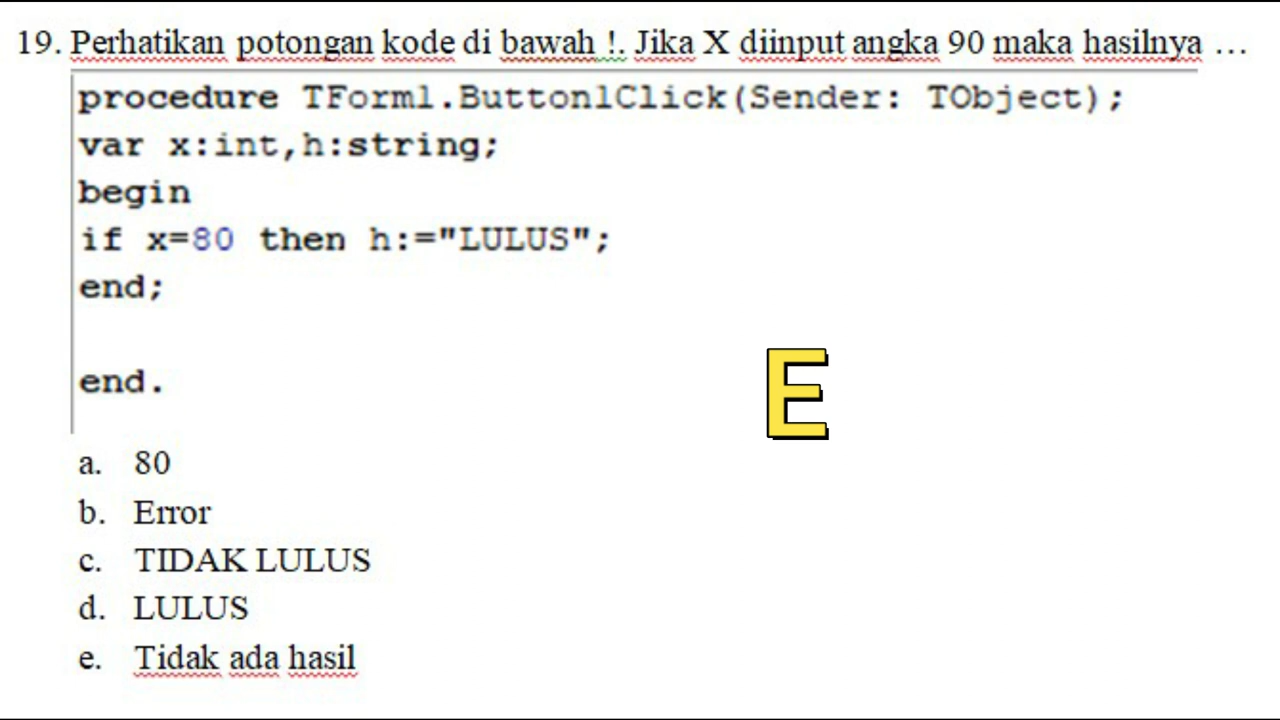 19. Perhatikan potongan kode di bawah !. Jika X diinput angka 90 maka hasilnya …
procedure TForm1.Button1Click(Sender: TObject);
var x:int,h:string;
begin
if x=80 then h:="LULUS";
end;
end.
E
a. 80
b. Error
c. TIDAK LULUS
d. LULUS
e. Tidak ada hasil